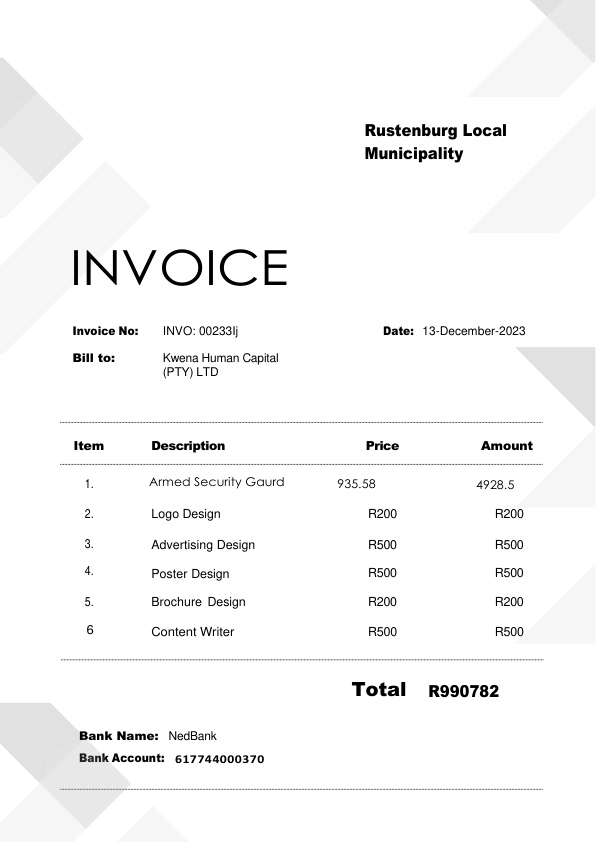 Rustenburg Local
Municipality
INVOICE
Invoice No: INVO: 00233Ij Date: 13-December-2023
Bill to: Kwena Human Capital
(PTY) LTD
Item Description Price Amount
1. Armed Security Gaurd 935.58 4928.5
2. Logo Design R200 R200
3. Advertising Design R500 R500
4. Poster Design R500 R500
5. Brochure Design R200 R200
6 Content Writer R500 R500
Total R990782
Bank Name: NedBank
Bank Account: 617744000370